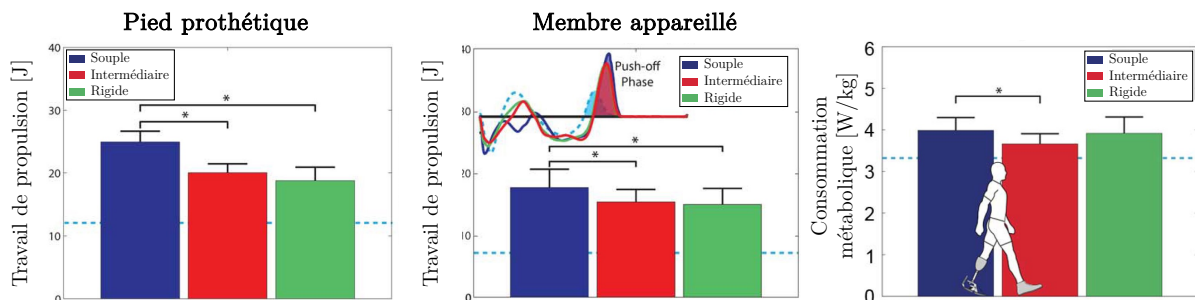 Pied prothétique
Travail de propulsion [J]
40
30
20
10
0
Souple
Intermédiaire
Rigide
*
*
Membre appareillé
Travail de propulsion [J]
40
30
20
10
0
Push-off
Phase
Souple
Intermédiaire
Rigide
*
*
Consommation
métabolique [W/kg]
6
5
4
3
2
1
0
Souple
Intermédiaire
Rigide
*